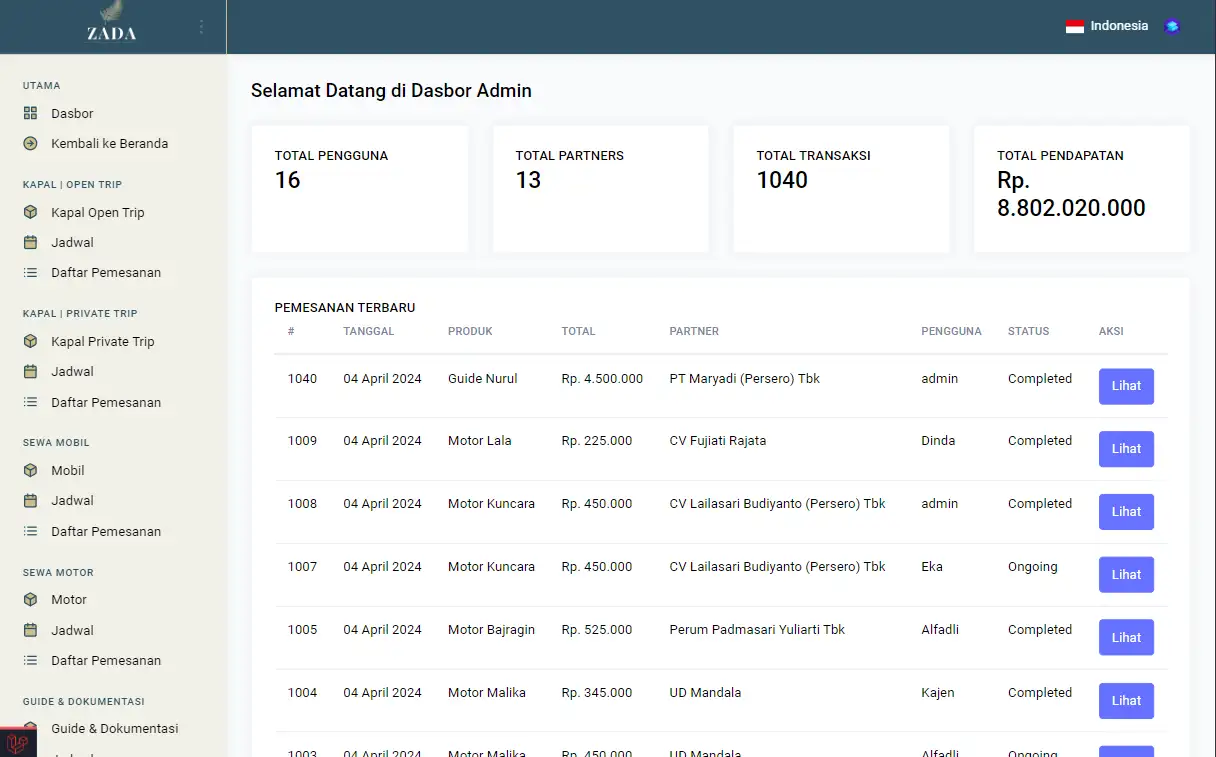 ZADA
Indonesia
UTAMA
Dasbor
Kembali ke Beranda
KAPAL | OPEN TRIP
Kapal Open Trip
Jadwal
Daftar Pemesanan
KAPAL | PRIVATE TRIP
Kapal Private Trip
Jadwal
Daftar Pemesanan
SEWA MOBIL
Mobil
Jadwal
Daftar Pemesanan
SEWA MOTOR
Motor
Jadwal
Daftar Pemesanan
GUIDE & DOKUMENTASI
Guide & Dokumentasi
Selamat Datang di Dasbor Admin
TOTAL PENGGUNA
16
TOTAL PARTNERS
13
TOTAL TRANSAKSI
1040
TOTAL PENDAPATAN
Rp.
8.802.020.000
PEMESANAN TERBARU
# TANGGAL PRODUK TOTAL PARTNER PENGGUNA STATUS AKSI
1040 04 April 2024 Guide Nurul Rp. 4.500.000 PT Maryadi (Persero) Tbk admin Completed Lihat
1009 04 April 2024 Motor Lala Rp. 225.000 CV Fujiati Rajata Dinda Completed Lihat
1008 04 April 2024 Motor Kuncara Rp. 450.000 CV Lailasari Budiyanto (Persero) Tbk admin Completed Lihat
1007 04 April 2024 Motor Kuncara Rp. 450.000 CV Lailasari Budiyanto (Persero) Tbk Eka Ongoing Lihat
1005 04 April 2024 Motor Bajragin Rp. 525.000 Perum Padmasari Yuliarti Tbk Alfadli Completed Lihat
1004 04 April 2024 Motor Malika Rp. 345.000 UD Mandala Kajen Completed Lihat
1003 04 April 2024 Motor Malika Rp. 450.000 UD Mandala Alfadli Ongoing